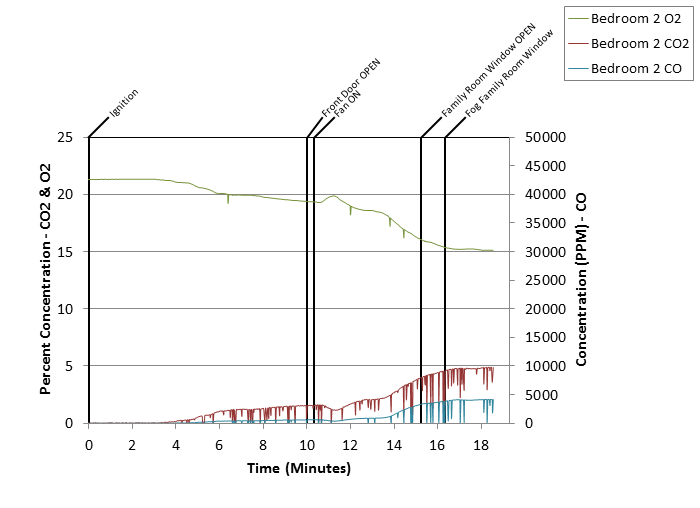 Bedroom 2 O2
Bedroom 2 CO2
Bedroom 2 CO
Ignition
Front Door OPEN
Fan ON
Family Room Window OPEN
Fog Family Room Window
25
20
15
10
5
0
50000
45000
40000
35000
30000
25000
20000
15000
10000
5000
0
Percent Concentration - CO2 & O2
Concentration (PPM) - CO
0 2 4 6 8 10 12 14 16 18
Time (Minutes)